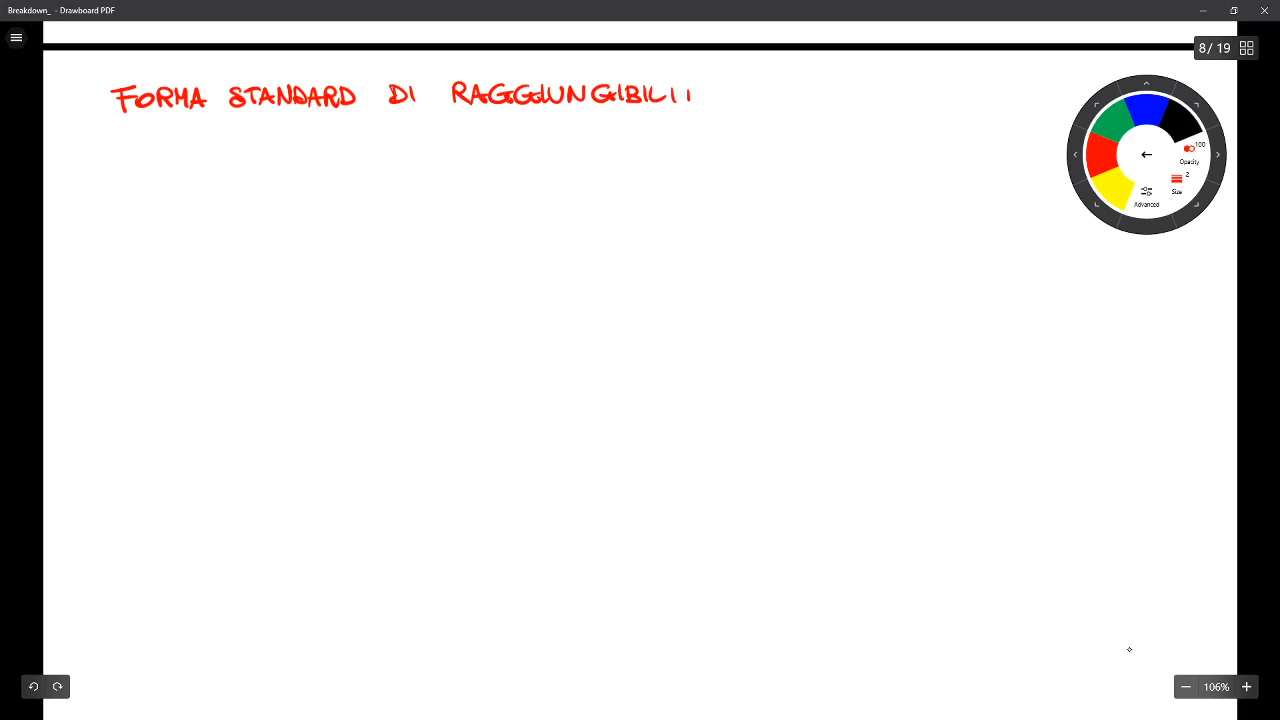 Breakdown_ - Drawboard PDF
8 / 19
FORMA STANDARD DI RAGGIUNGIBILI
100
Opacity
2
Size
Advanced
106%